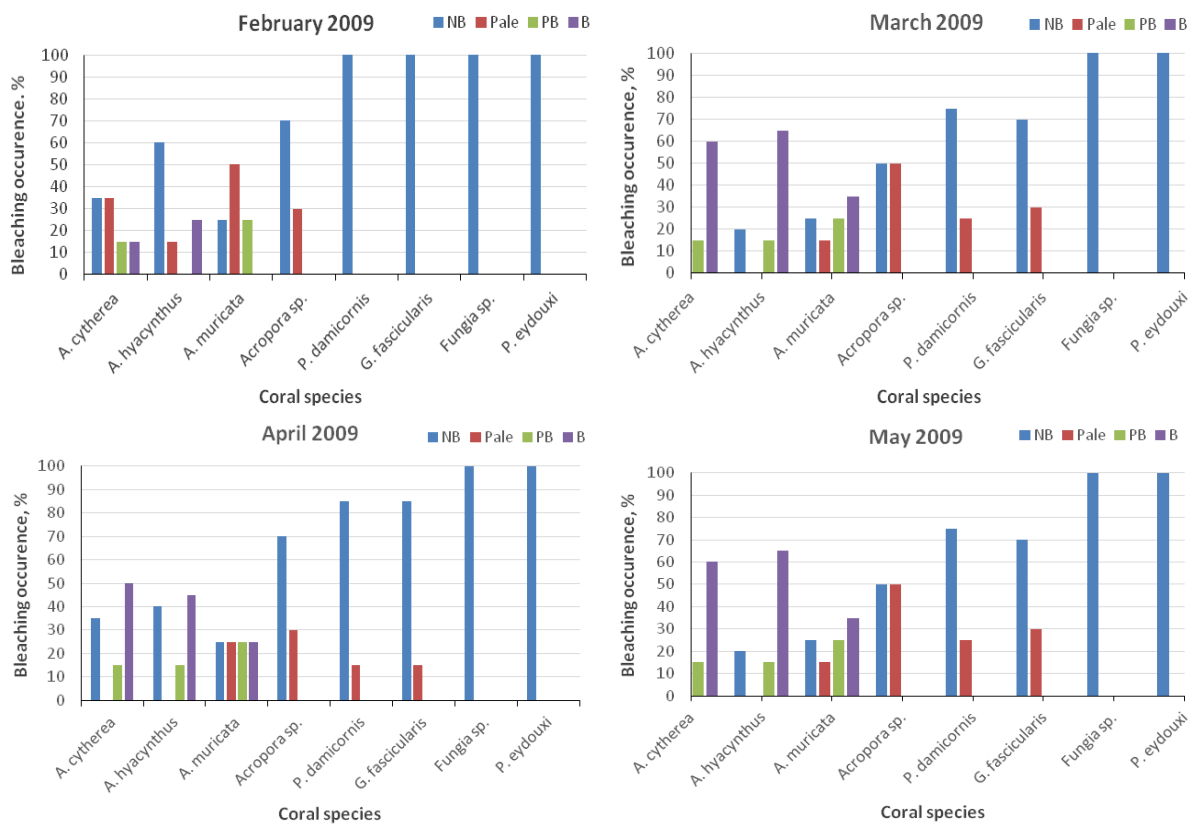 February 2009
NB Pale PB B
Bleaching occurence. %
100
90
80
70
60
50
40
30
20
10
0
A. cytherea
A. hyacynthus
A. muricata
Acropora sp.
P. damicornis
G. fascicularis
Fungia sp.
P. eydouxi
Coral species
March 2009
NB Pale PB B
Bleaching occurence, %
100
90
80
70
60
50
40
30
20
10
0
A. cytherea
A. hyacynthus
A. muricata
Acropora sp.
P. damicornis
G. fascicularis
Fungia sp.
P. eydouxi
Coral species
April 2009
NB Pale PB B
Bleaching occurence, %
100
90
80
70
60
50
40
30
20
10
0
A. cytherea
A. hyacynthus
A. muricata
Acropora sp.
P. damicornis
G. fascicularis
Fungia sp.
P. eydouxi
Coral species
May 2009
NB Pale PB B
Bleaching occurence, %
100
90
80
70
60
50
40
30
20
10
0
A. cytherea
A. hyacynthus
A. muricata
Acropora sp.
P. damicornis
G. fascicularis
Fungia sp.
P. eydouxi
Coral species